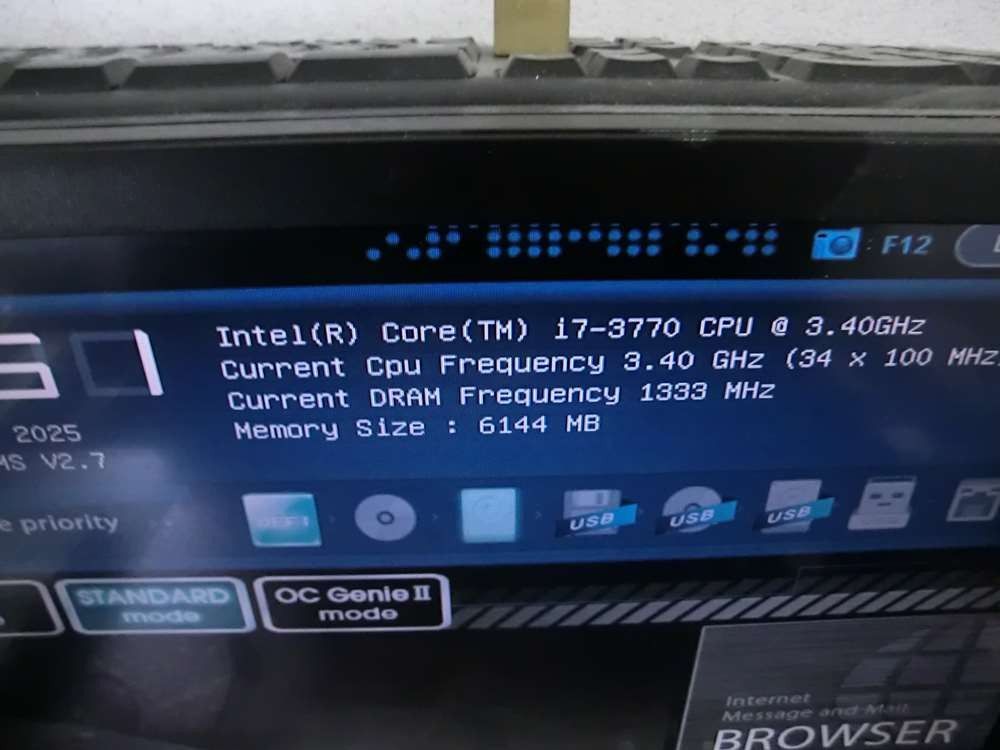 : F12
Intel(R) Core(TM) i7-3770 CPU @ 3.40GHz
Current Cpu Frequency 3.40 GHz (34 x 100 MHz
Current DRAM Frequency 1333 MHz
Memory Size : 6144 MB
2025
V2.7
priority
UEFI
USB
USB
USB
STANDARD
mode
OC Genie II
mode
Internet
Message and Mail
BROWSER